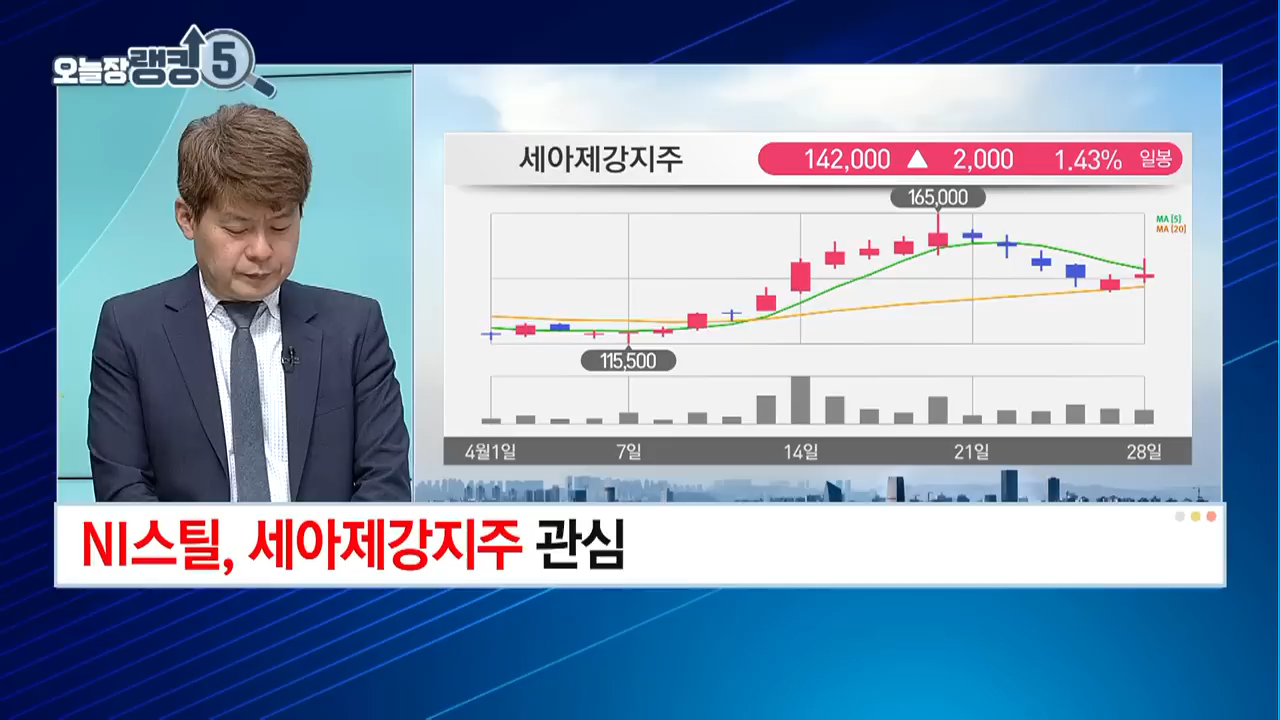 오늘장 랭킹 5
세아제강지주 142,000 ▲ 2,000 1.43% 일봉
165,000
MA (5)
MA (20)
115,500
4월1일 7일 14일 21일 28일
NI스틸, 세아제강지주 관심